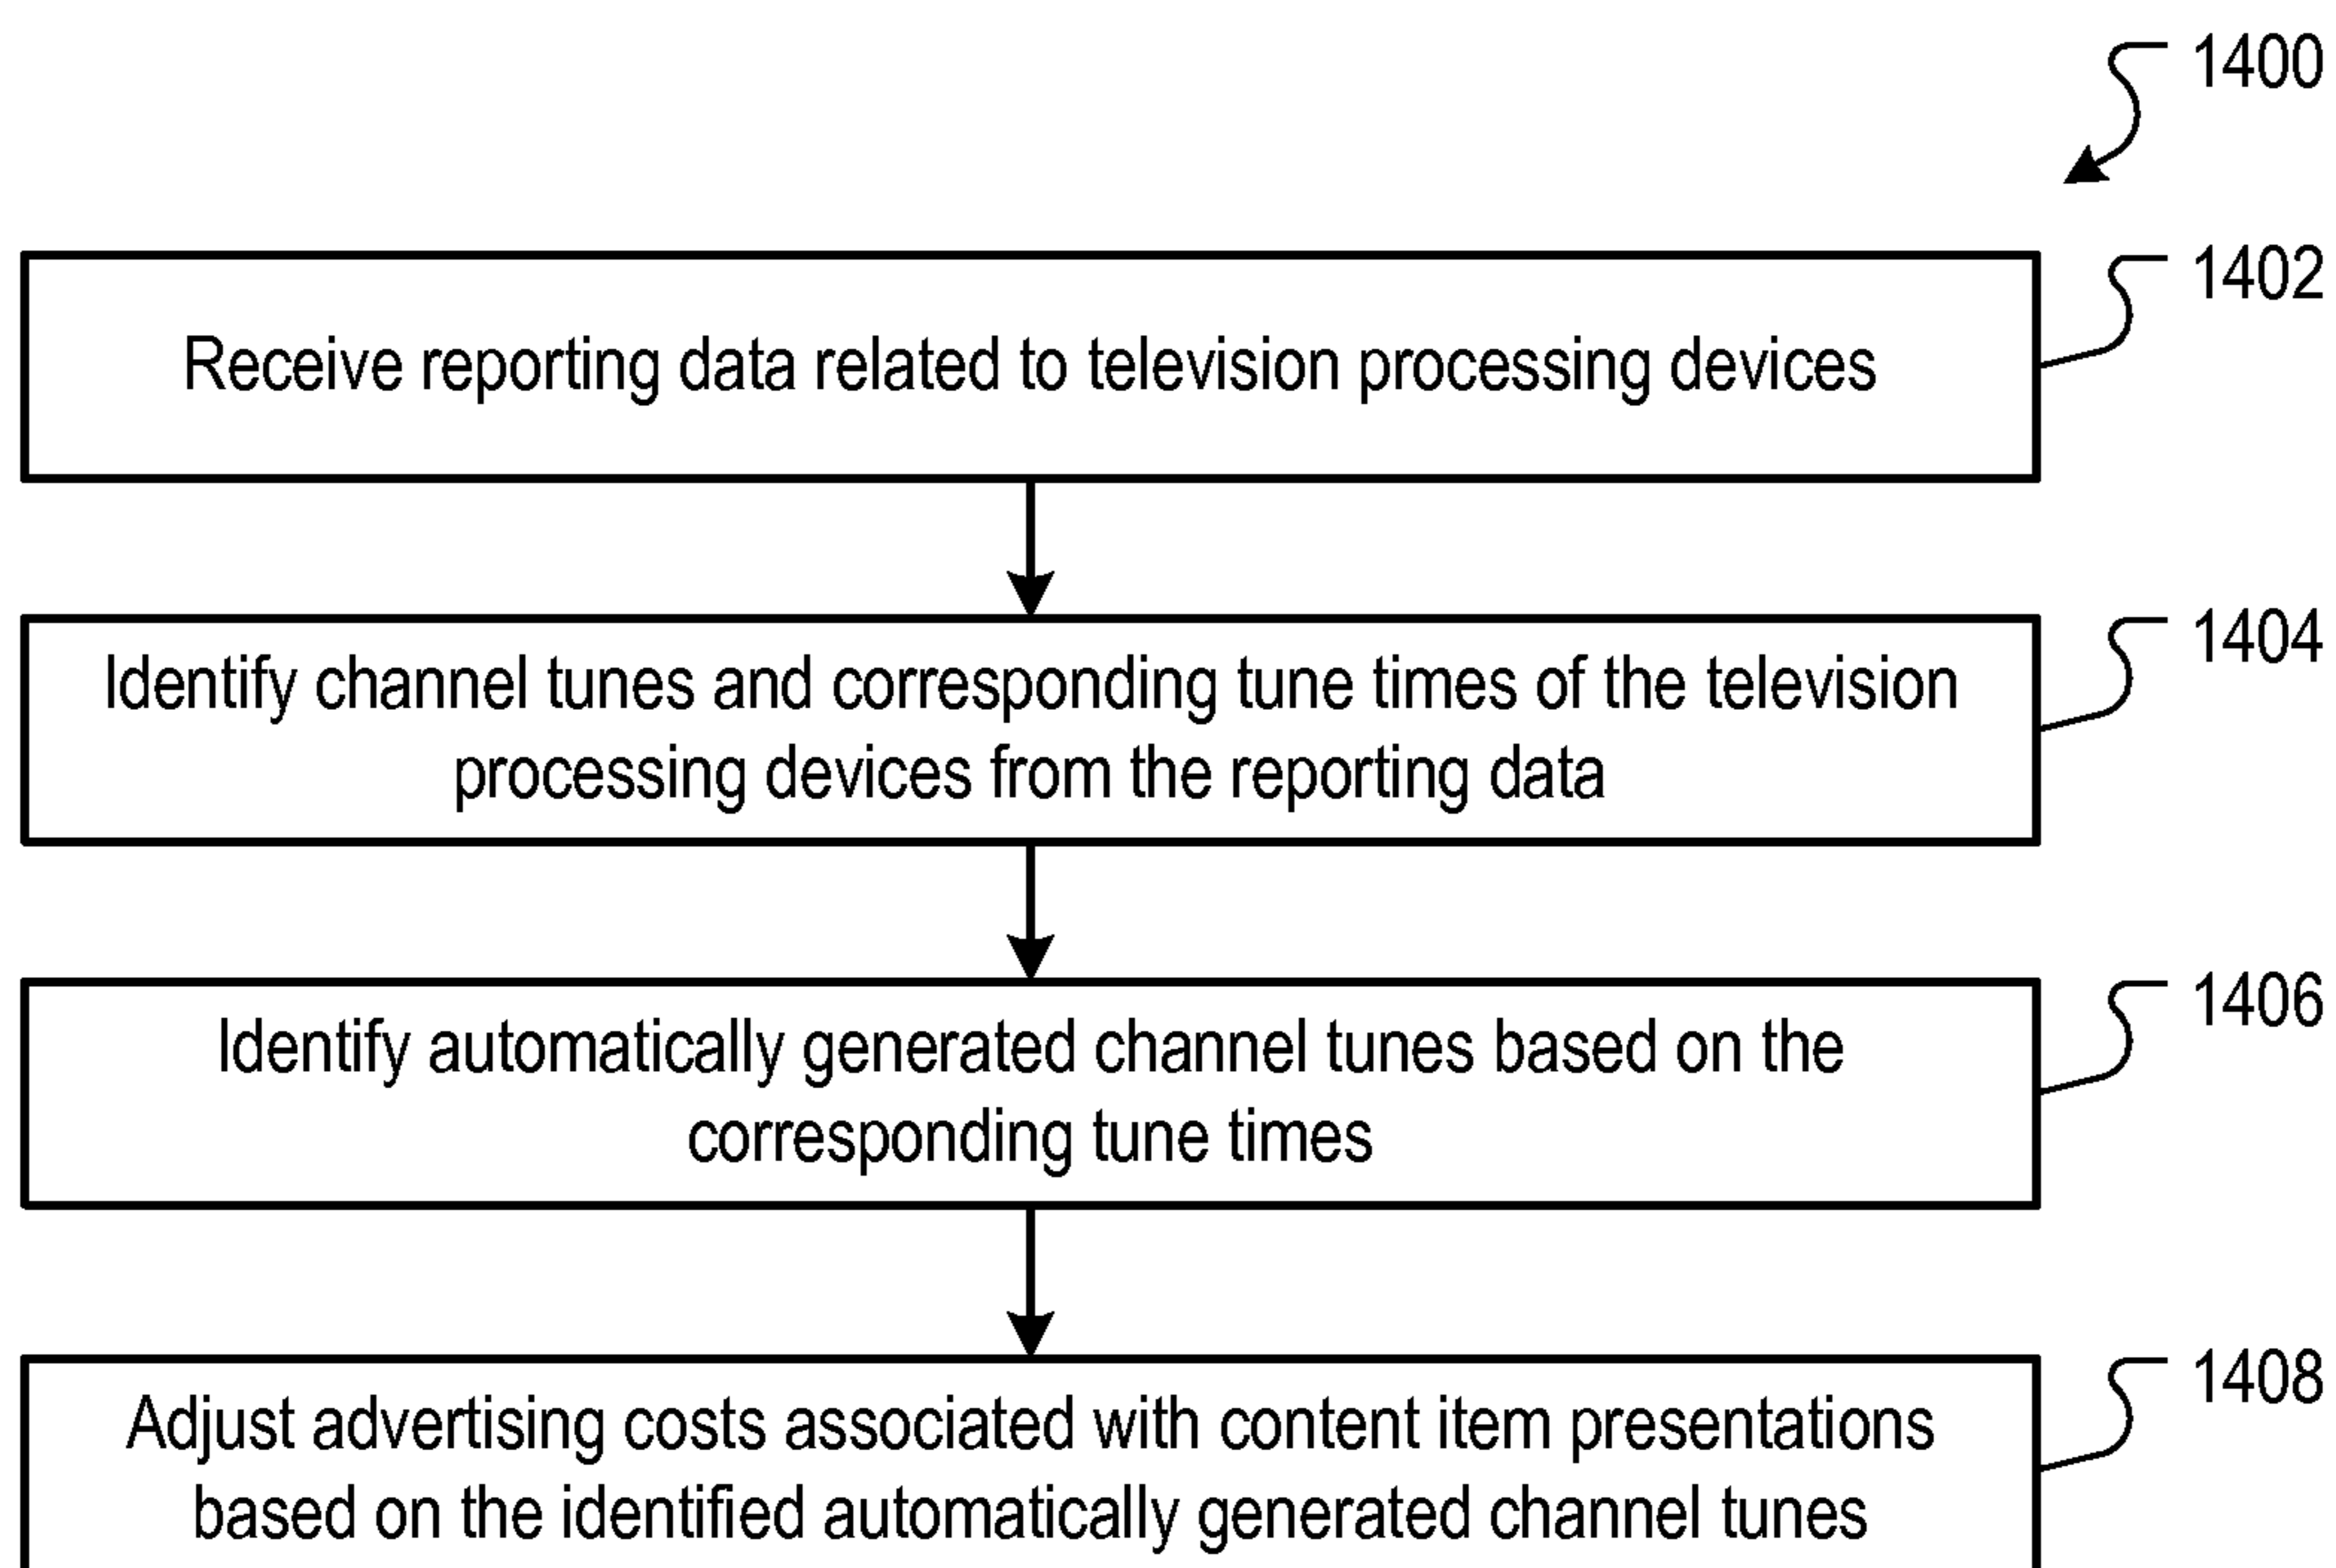 1400
1402
Receive reporting data related to television processing devices
1404
Identify channel tunes and corresponding tune times of the television
processing devices from the reporting data
1406
Identify automatically generated channel tunes based on the
corresponding tune times
1408
Adjust advertising costs associated with content item presentations
based on the identified automatically generated channel tunes